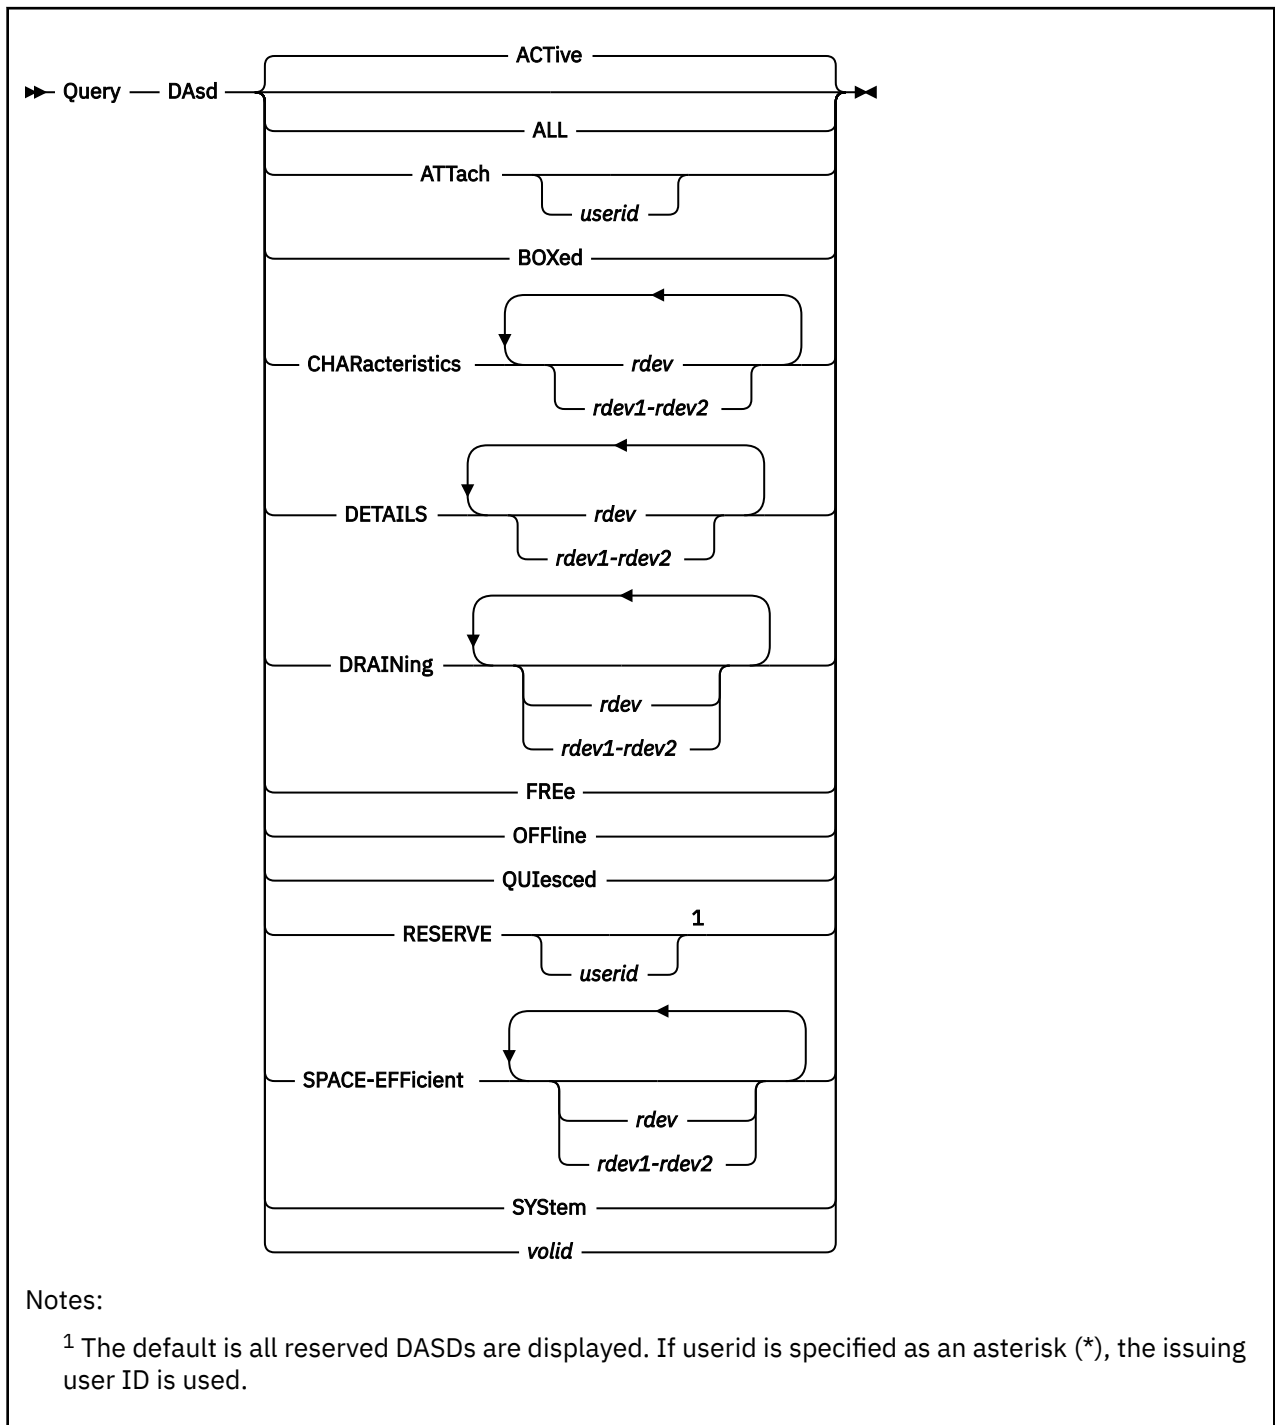 ACTive
Query DAsd
ALL
ATTach
userid
BOXed
CHARacteristics rdev
rdev1-rdev2
DETAILS rdev
rdev1-rdev2
DRAINing
rdev
rdev1-rdev2
FREe
OFFline
QUIesced
RESERVE 1
userid
SPACE-EFFicient
rdev
rdev1-rdev2
SYStem
volid
Notes:
1 The default is all reserved DASDs are displayed. If userid is specified as an asterisk (*), the issuing
user ID is used.